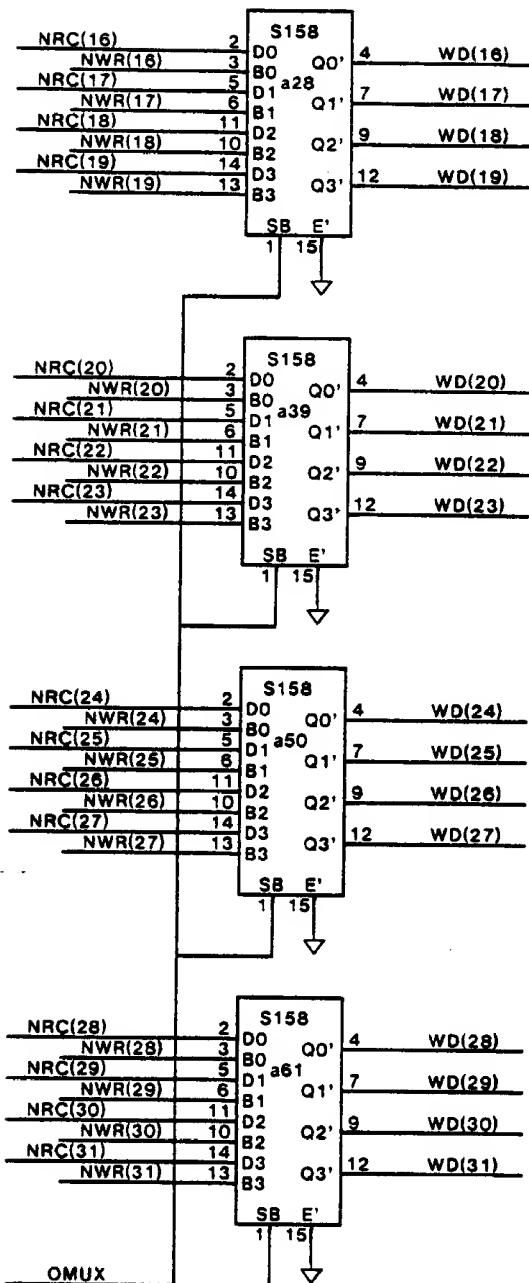 S158
NRC(16) 2 D0 Q0' 4 WD(16)
NWR(16) 3 B0
NRC(17) 5 D1 a28 Q1' 7 WD(17)
NWR(17) 6 B1
NRC(18) 11 D2 Q2' 9 WD(18)
NWR(18) 10 B2
NRC(19) 14 D3 Q3' 12 WD(19)
NWR(19) 13 B3
SB E'
1 15
S158
NRC(20) 2 D0 Q0' 4 WD(20)
NWR(20) 3 B0
NRC(21) 5 D1 a39 Q1' 7 WD(21)
NWR(21) 6 B1
NRC(22) 11 D2 Q2' 9 WD(22)
NWR(22) 10 B2
NRC(23) 14 D3 Q3' 12 WD(23)
NWR(23) 13 B3
SB E'
1 15
S158
NRC(24) 2 D0 Q0' 4 WD(24)
NWR(24) 3 B0
NRC(25) 5 D1 a50 Q1' 7 WD(25)
NWR(25) 6 B1
NRC(26) 11 D2 Q2' 9 WD(26)
NWR(26) 10 B2
NRC(27) 14 D3 Q3' 12 WD(27)
NWR(27) 13 B3
SB E'
1 15
S158
NRC(28) 2 D0 Q0' 4 WD(28)
NWR(28) 3 B0
NRC(29) 5 D1 a61 Q1' 7 WD(29)
NWR(29) 6 B1
NRC(30) 11 D2 Q2' 9 WD(30)
NWR(30) 10 B2
NRC(31) 14 D3 Q3' 12 WD(31)
NWR(31) 13 B3
SB E'
1 15
OMUX